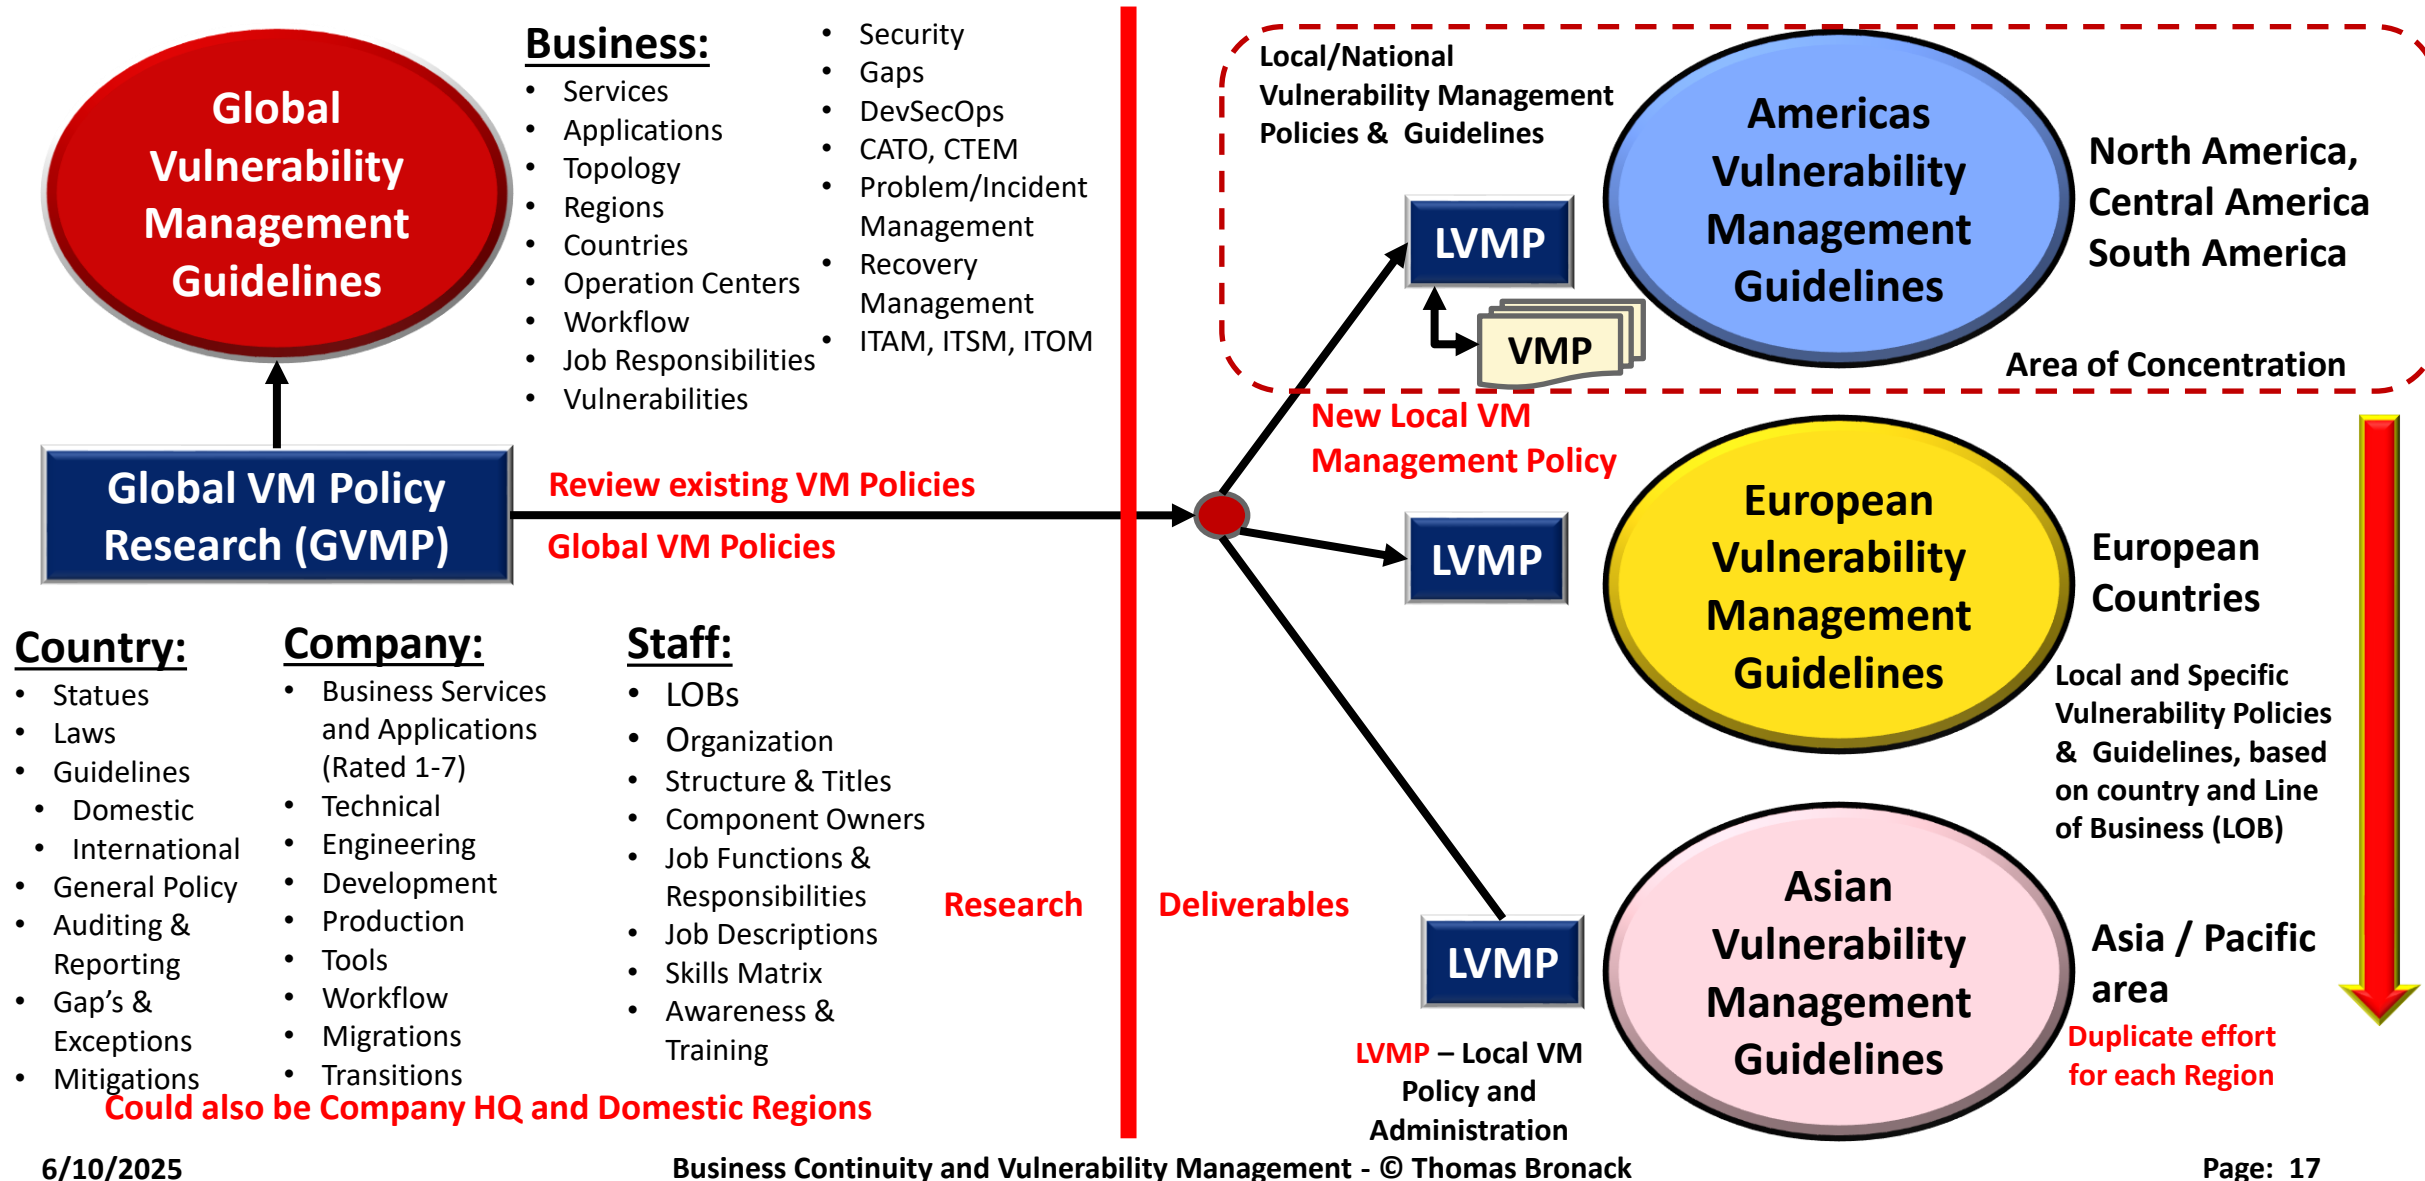 Global
Vulnerability
Management
Guidelines
Business:
• Services
• Applications
• Topology
• Regions
• Countries
• Operation Centers
• Workflow
• Job Responsibilities
• Vulnerabilities
• Security
• Gaps
• DevSecOps
• CATO, CTEM
• Problem/Incident
Management
• Recovery
Management
• ITAM, ITSM, ITOM
Global VM Policy
Research (GVMP)
Review existing VM Policies
Global VM Policies
Country:
• Statues
• Laws
• Guidelines
• Domestic
• International
• General Policy
• Auditing &
Reporting
• Gap’s &
Exceptions
• Mitigations
Company:
• Business Services
and Applications
(Rated 1-7)
• Technical
• Engineering
• Development
• Production
• Tools
• Workflow
• Migrations
• Transitions
Staff:
• LOBs
• Organization
• Structure & Titles
• Component Owners
• Job Functions &
Responsibilities
• Job Descriptions
• Skills Matrix
• Awareness &
Training
Could also be Company HQ and Domestic Regions
Research
Deliverables
Local/National
Vulnerability Management
Policies & Guidelines
LVMP
VMP
Americas
Vulnerability
Management
Guidelines
North America,
Central America
South America
Area of Concentration
New Local VM
Management Policy
LVMP
European
Vulnerability
Management
Guidelines
European
Countries
Local and Specific
Vulnerability Policies
& Guidelines, based
on country and Line
of Business (LOB)
LVMP
Asian
Vulnerability
Management
Guidelines
Asia / Pacific
area
Duplicate effort
for each Region
LVMP – Local VM
Policy and
Administration
6/10/2025
Business Continuity and Vulnerability Management - © Thomas Bronack
Page: 17